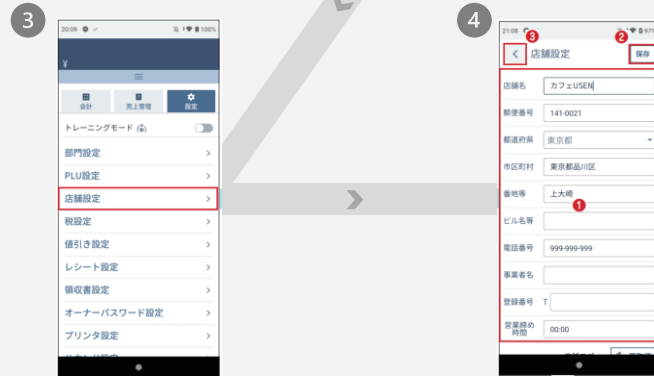 3
20:09
100%
¥
会計
売上管理
設定
トレーニングモード
部門設定
PLU設定
店舗設定
税設定
値引き設定
レシート設定
領収書設定
オーナーパスワード設定
プリンタ設定
4
21:08
97%
3
2
店舗設定
保存
店舗名
カフェUSEN
郵便番号
141-0021
都道府県
東京都
市区町村
東京都品川区
番地等
上大崎
1
ビル名等
電話番号
999-999-999
事業者名
登録番号
T
営業締め
時間
00:00